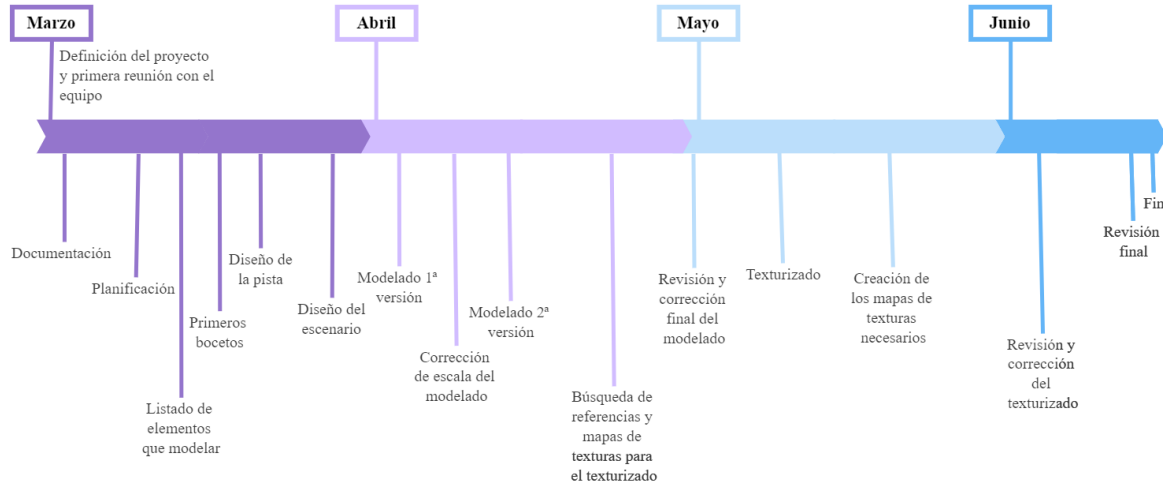 Marzo
Abril
Mayo
Junio
Definición del proyecto
y primera reunión con el
equipo
Documentación
Planificación
Listado de
elementos
que modelar
Primeros
bocetos
Diseño de
la pista
Diseño del
escenario
Modelado 1ª
versión
Corrección
de escala del
modelado
Modelado 2ª
versión
Búsqueda de
referencias y
mapas de
texturas para
el texturizado
Revisión y
corrección
final del
modelado
Texturizado
Creación de
los mapas de
texturas
necesarios
Revisión y
corrección
del
texturizado
Revisión
final
Fin